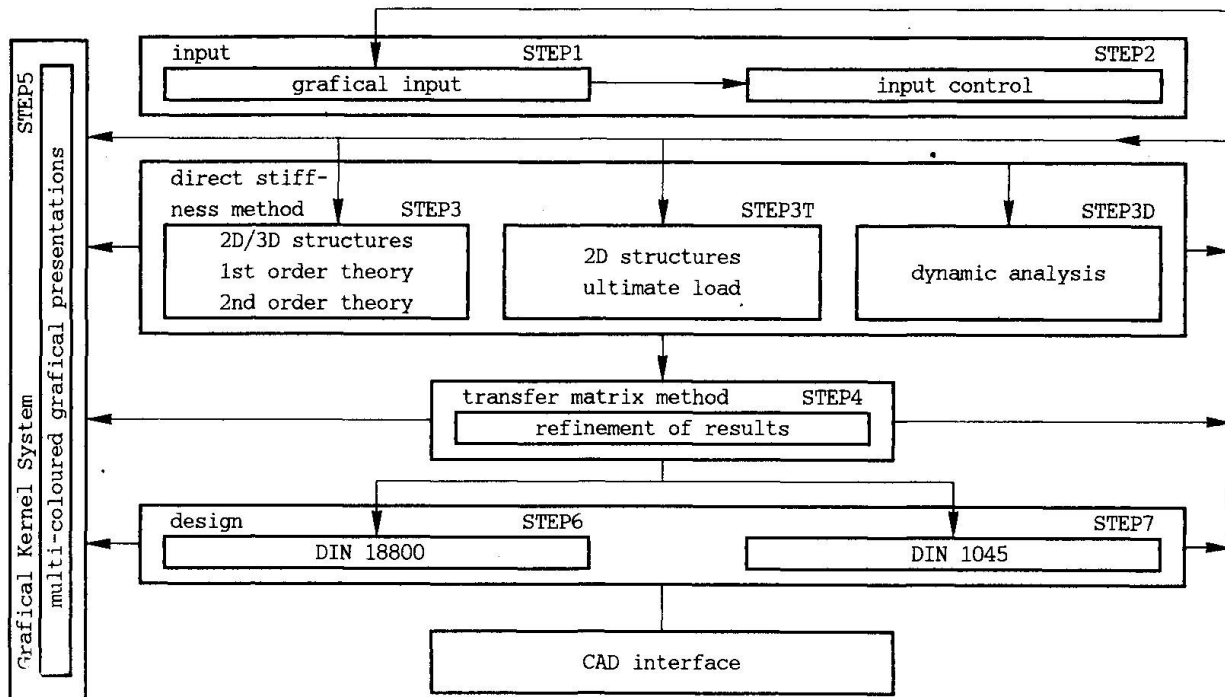 Grafical Kernel System
STEP5
multi-coloured grafical presentations
input
STEP1
STEP2
grafical input
input control
direct stiff-
ness method
STEP3
STEP3T
STEP3D
2D/3D structures
1st order theory
2nd order theory
2D structures
ultimate load
dynamic analysis
transfer matrix method
STEP4
refinement of results
design
STEP6
STEP7
DIN 18800
DIN 1045
CAD interface